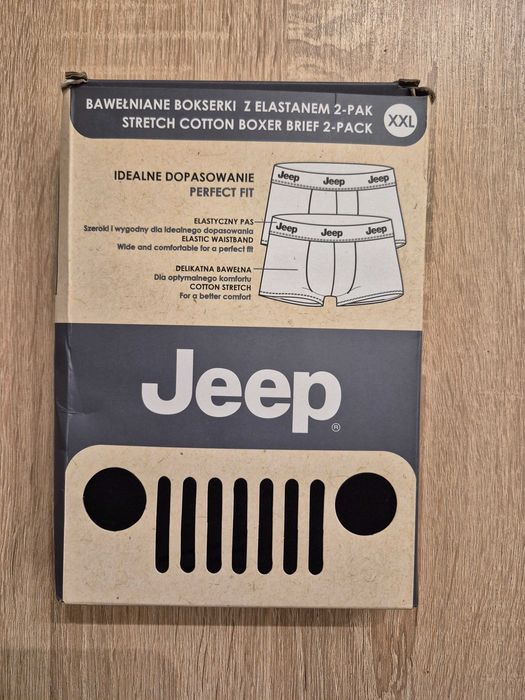 BAWEŁNIANE BOKSERKI Z ELASTANEM 2-PAK
STRETCH COTTON BOXER BRIEF 2-PACK
XXL
IDEALNE DOPASOWANIE
PERFECT FIT
ELASTYCZNY PAS
Szeroki i wygodny dla idealnego dopasowania
ELASTIC WAISTBAND
Wide and comfortable for a perfect fit
DELIKATNA BAWEŁNA
Dla optymalnego komfortu
COTTON STRETCH
For a better comfort
Jeep Jeep Jeep
Jeep Jeep Jeep
Jeep®